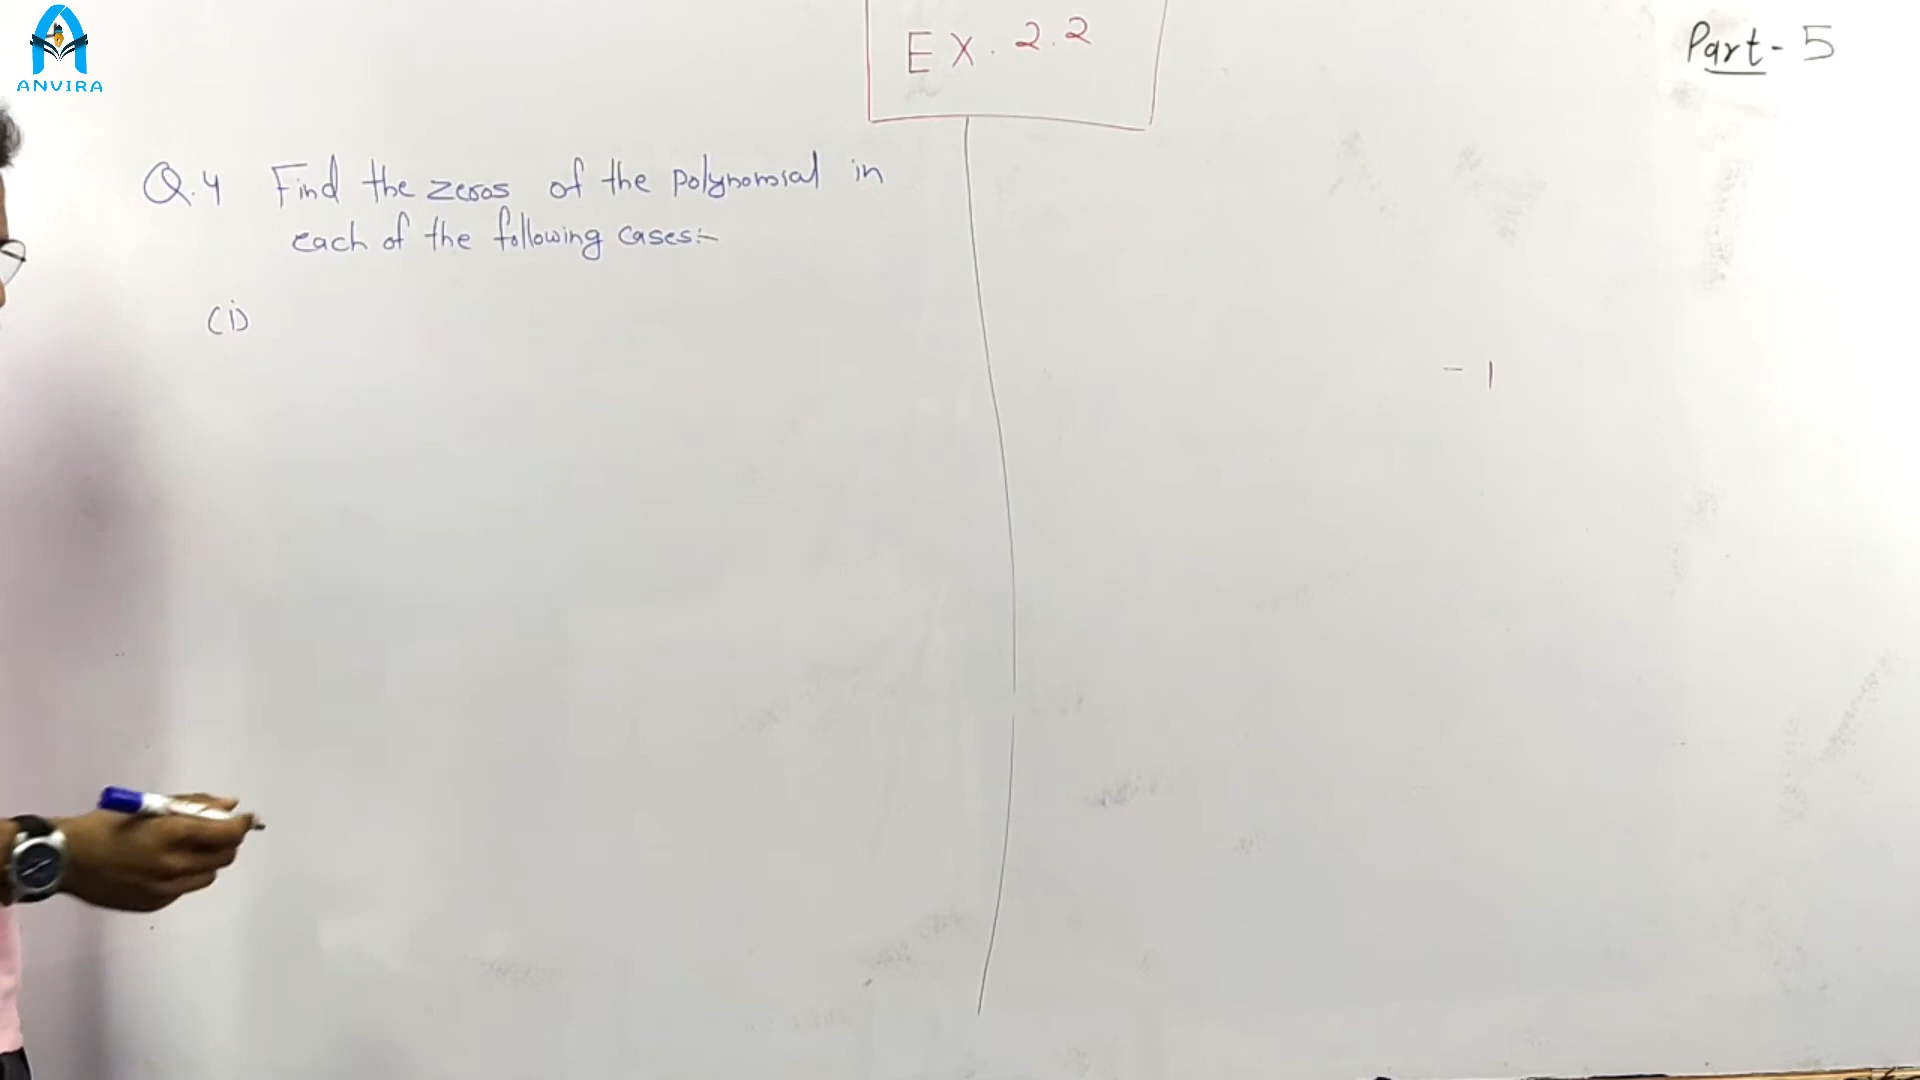 ANVIRA
EX. 2.2
Part - 5
Q.4 Find the zeros of the polynomial in
each of the following cases:-
(i)
- 1